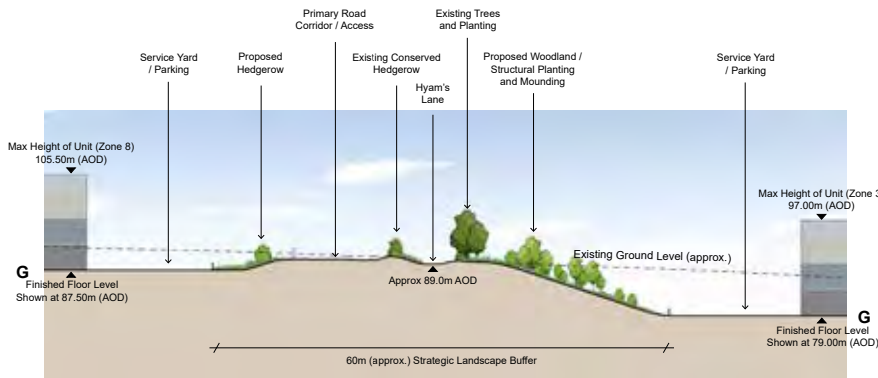 Primary Road
Corridor / Access
Existing Trees
and Planting
Service Yard
/ Parking
Proposed
Hedgerow
Existing Conserved
Hedgerow
Hyam's
Lane
Proposed Woodland /
Structural Planting
and Mounding
Service Yard
/ Parking
Max Height of Unit (Zone 8)
105.50m (AOD)
Max Height of Unit (Zone 3
97.00m (AOD)
Existing Ground Level (approx.)
G
Finished Floor Level
Shown at 87.50m (AOD)
Approx 89.0m AOD
G
Finished Floor Level
Shown at 79.00m (AOD)
60m (approx.) Strategic Landscape Buffer